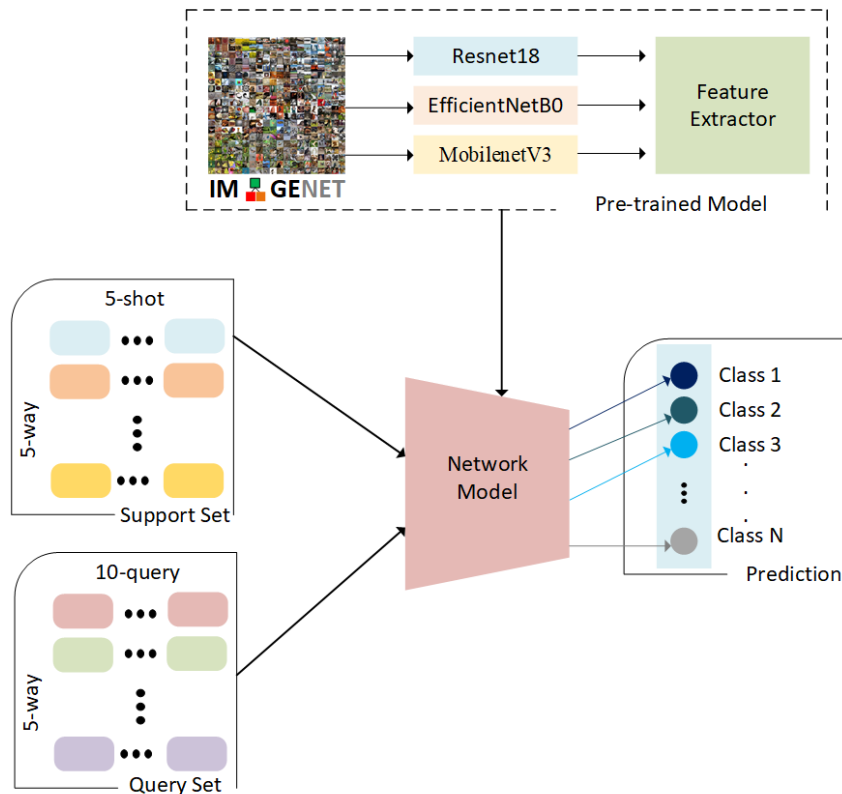 Resnet18
EfficientNetB0
MobilenetV3
Feature
Extractor
IM GENET
Pre-trained Model
5-shot
5-way
Support Set
10-query
5-way
Query Set
Network
Model
Class 1
Class 2
Class 3
Class N
Prediction